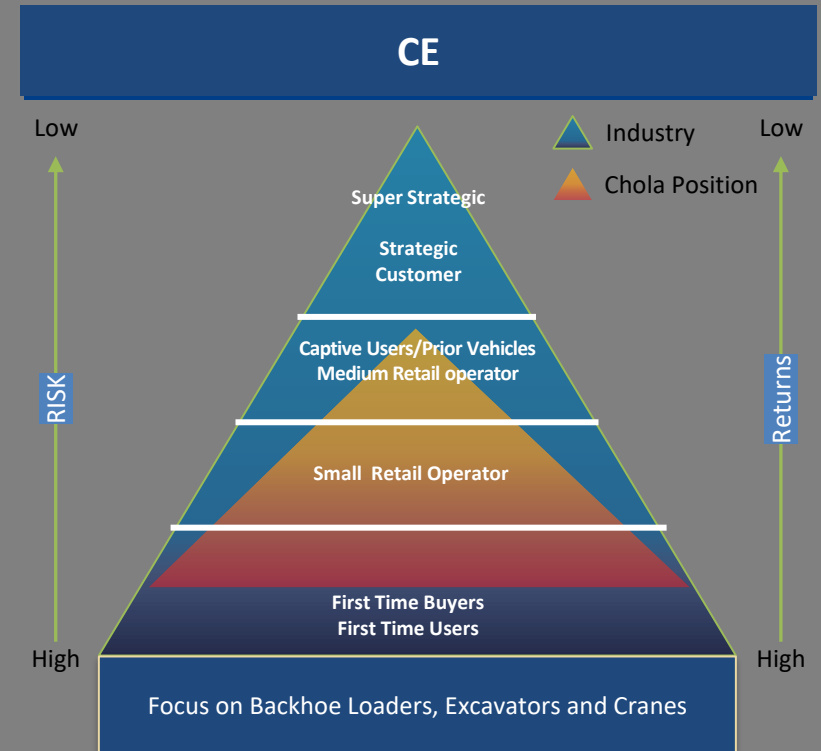 CE
Low
Industry
Low
Chola Position
Super Strategic
Strategic
Customer
Captive Users/Prior Vehicles
Medium Retail operator
RISK
Returns
Small Retail Operator
First Time Buyers
First Time Users
High
High
Focus on Backhoe Loaders, Excavators and Cranes